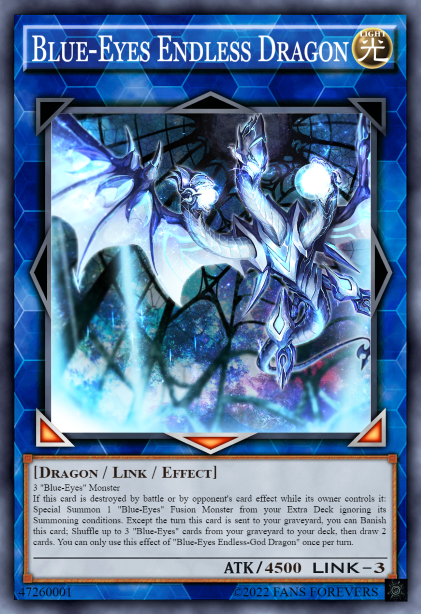 BLUE-EYES ENDLESS DRAGON
LIGHT
光
[DRAGON / LINK / EFFECT]
3 "Blue-Eyes" Monster
If this card is destroyed by battle or by opponent's card effect while its owner controls it:
Special Summon 1 "Blue-Eyes" Fusion Monster from your Extra Deck ignoring its
Summoning conditions. Except the turn this card is sent to your graveyard, you can Banish
this card; Shuffle up to 3 "Blue-Eyes" cards from your graveyard to your deck, then draw 2
cards. You can only use this effect of "Blue-Eyes Endless-God Dragon" once per turn.
ATK/4500 LINK-3
47260001 ©2022 FANS FOREVERS